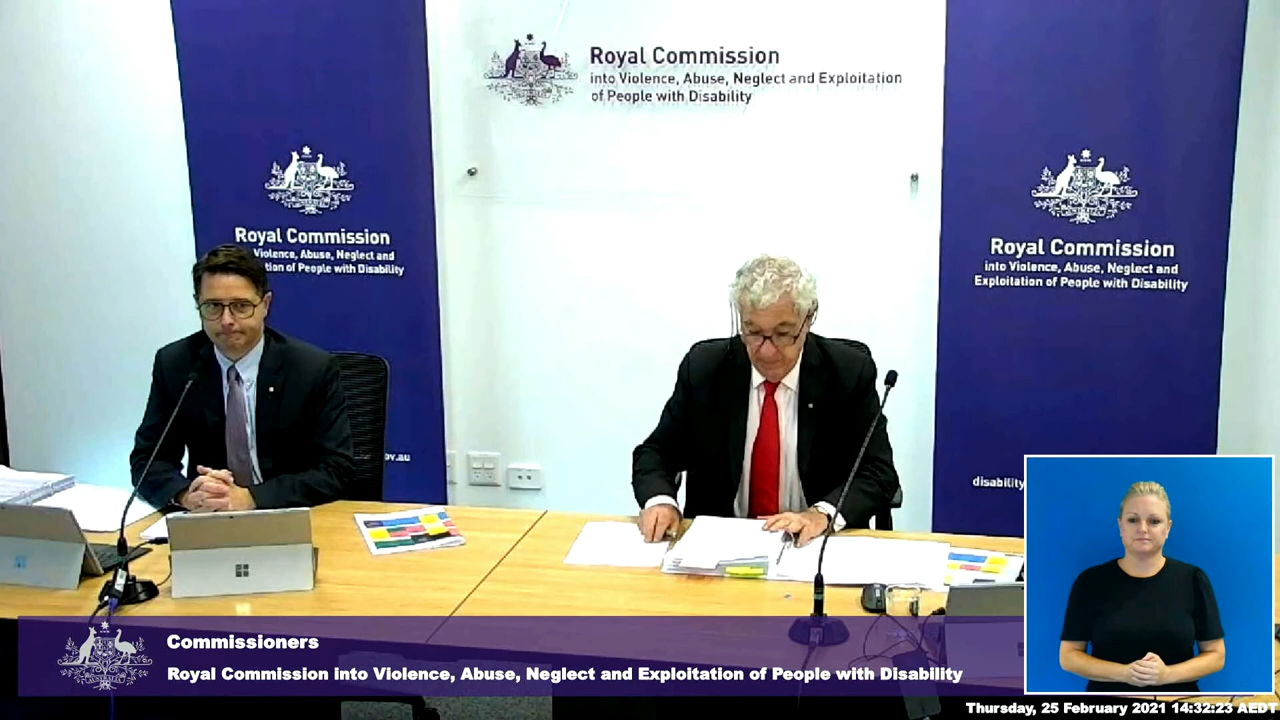 Royal Commission
into Violence, Abuse, Neglect and Exploitation
of People with Disability
Royal Commission
Violence, Abuse, Neglect and
of People with Disability
Royal Commission
into Violence, Abuse, Neglect and
Exploitation of People with Disability
ov.au
disability
Commissioners
Royal Commission into Violence, Abuse, Neglect and Exploitation of People with Disability
Thursday, 25 February 2021 14:32:23 AEDT